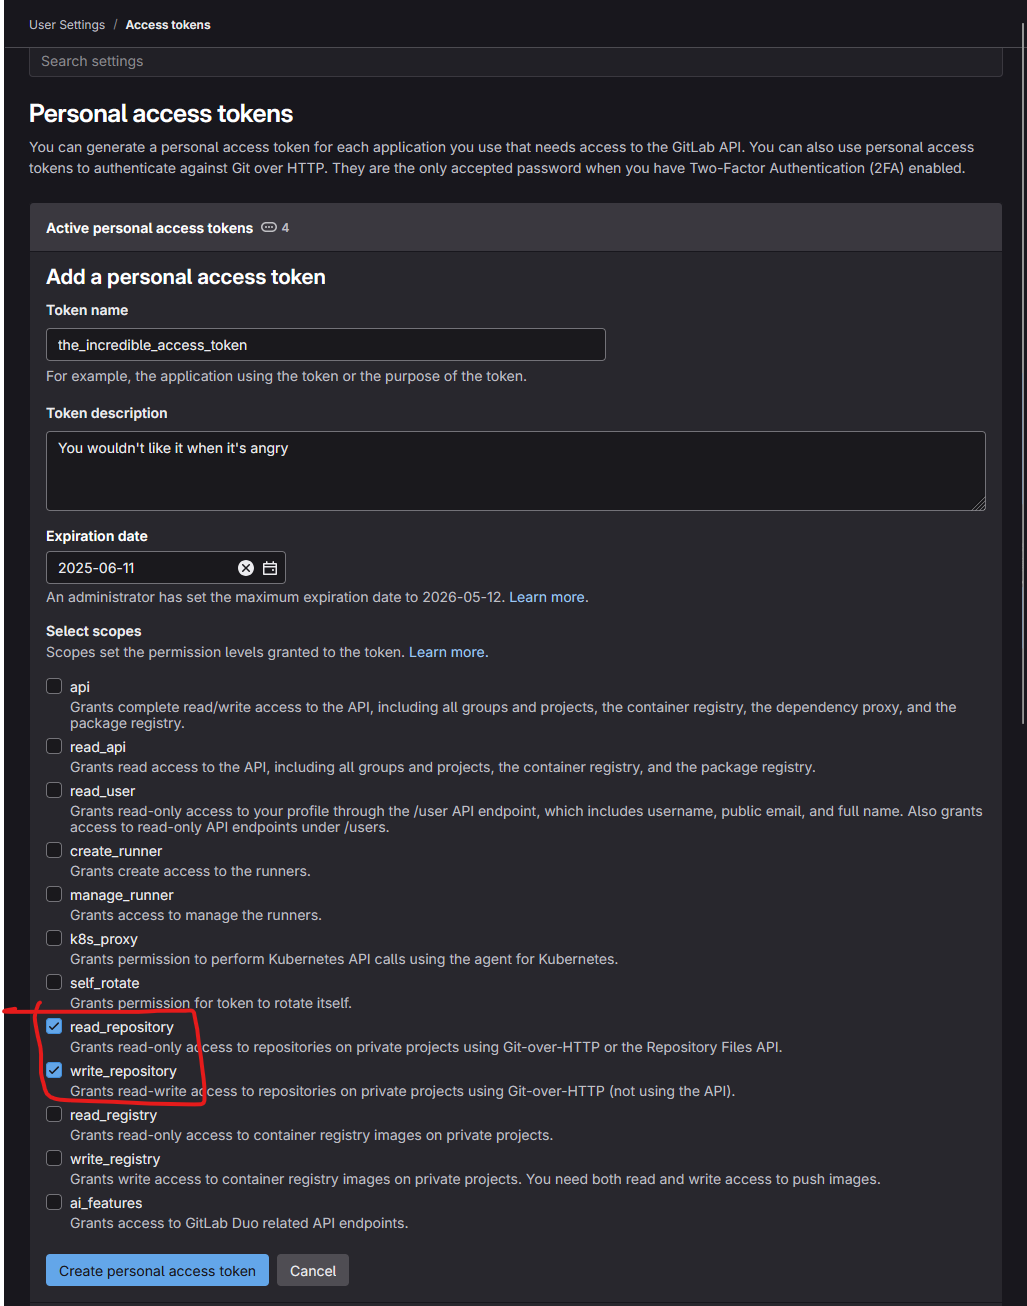 User Settings / Access tokens
Search settings
Personal access tokens
You can generate a personal access token for each application you use that needs access to the GitLab API. You can also use personal access
tokens to authenticate against Git over HTTP. They are the only accepted password when you have Two-Factor Authentication (2FA) enabled.
Active personal access tokens 4
Add a personal access token
Token name
the_incredible_access_token
For example, the application using the token or the purpose of the token.
Token description
You wouldn't like it when it's angry
Expiration date
2025-06-11
An administrator has set the maximum expiration date to 2026-05-12. Learn more.
Select scopes
Scopes set the permission levels granted to the token. Learn more.
api
Grants complete read/write access to the API, including all groups and projects, the container registry, the dependency proxy, and the
package registry.
read_api
Grants read access to the API, including all groups and projects, the container registry, and the package registry.
read_user
Grants read-only access to your profile through the /user API endpoint, which includes username, public email, and full name. Also grants
access to read-only API endpoints under /users.
create_runner
Grants create access to the runners.
manage_runner
Grants access to manage the runners.
k8s_proxy
Grants permission to perform Kubernetes API calls using the agent for Kubernetes.
self_rotate
Grants permission for token to rotate itself.
read_repository
Grants read-only access to repositories on private projects using Git-over-HTTP or the Repository Files API.
write_repository
Grants read-write access to repositories on private projects using Git-over-HTTP (not using the API).
read_registry
Grants read-only access to container registry images on private projects.
write_registry
Grants write access to container registry images on private projects. You need both read and write access to push images.
ai_features
Grants access to GitLab Duo related API endpoints.
Create personal access token Cancel